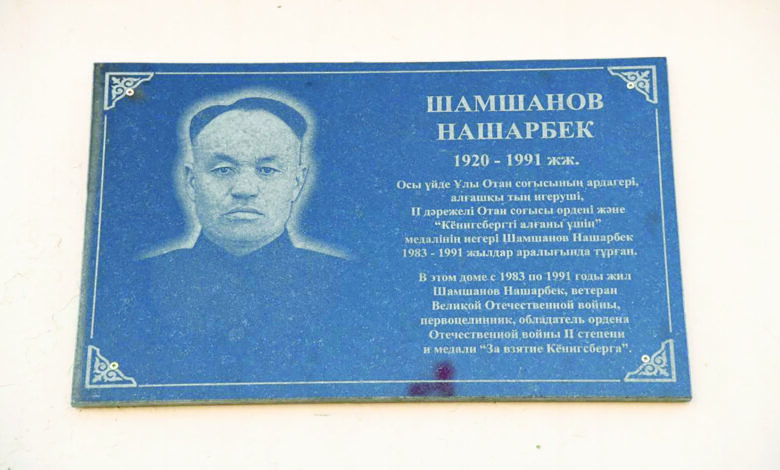 ШАМШАНОВ
НАШАРБЕК
1920 - 1991 жж.
Осы үйде Ұлы Отан соғысының ардагері,
алғашқы тың игеруші,
II дәрежелі Отан соғысы ордені және
“Кёнигсбергті алғаны үшін”
медалінің иегері Шамшанов Нашарбек
1983 - 1991 жылдар аралығында тұрған.
В этом доме с 1983 по 1991 годы жил
Шамшанов Нашарбек, ветеран
Великой Отечественной войны,
первоцелинник, обладатель ордена
Отечественной войны II степени
и медали “За взятие Кёнигсберга”.